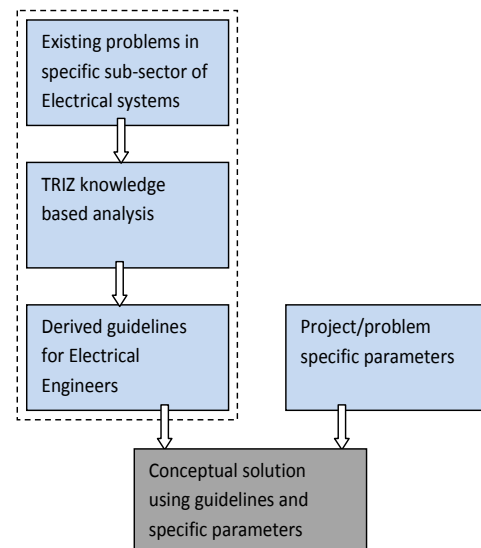 Existing problems in
specific sub-sector of
Electrical systems
TRIZ knowledge
based analysis
Derived guidelines
for Electrical
Engineers
Project/problem
specific parameters
Conceptual solution
using guidelines and
specific parameters